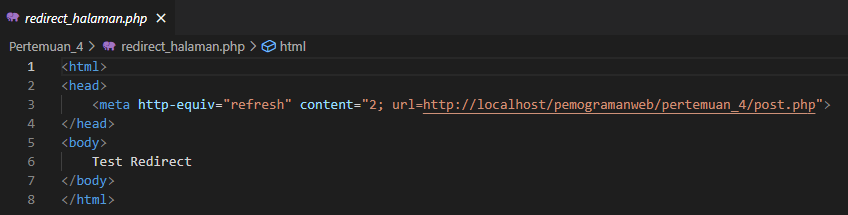 redirect_halaman.php ×
Pertemuan_4 > redirect_halaman.php > html
1 <html>
2 <head>
3 <meta http-equiv="refresh" content="2; url=http://localhost/pemogramanweb/pertemuan_4/post.php">
4 </head>
5 <body>
6 Test Redirect
7 </body>
8 </html>